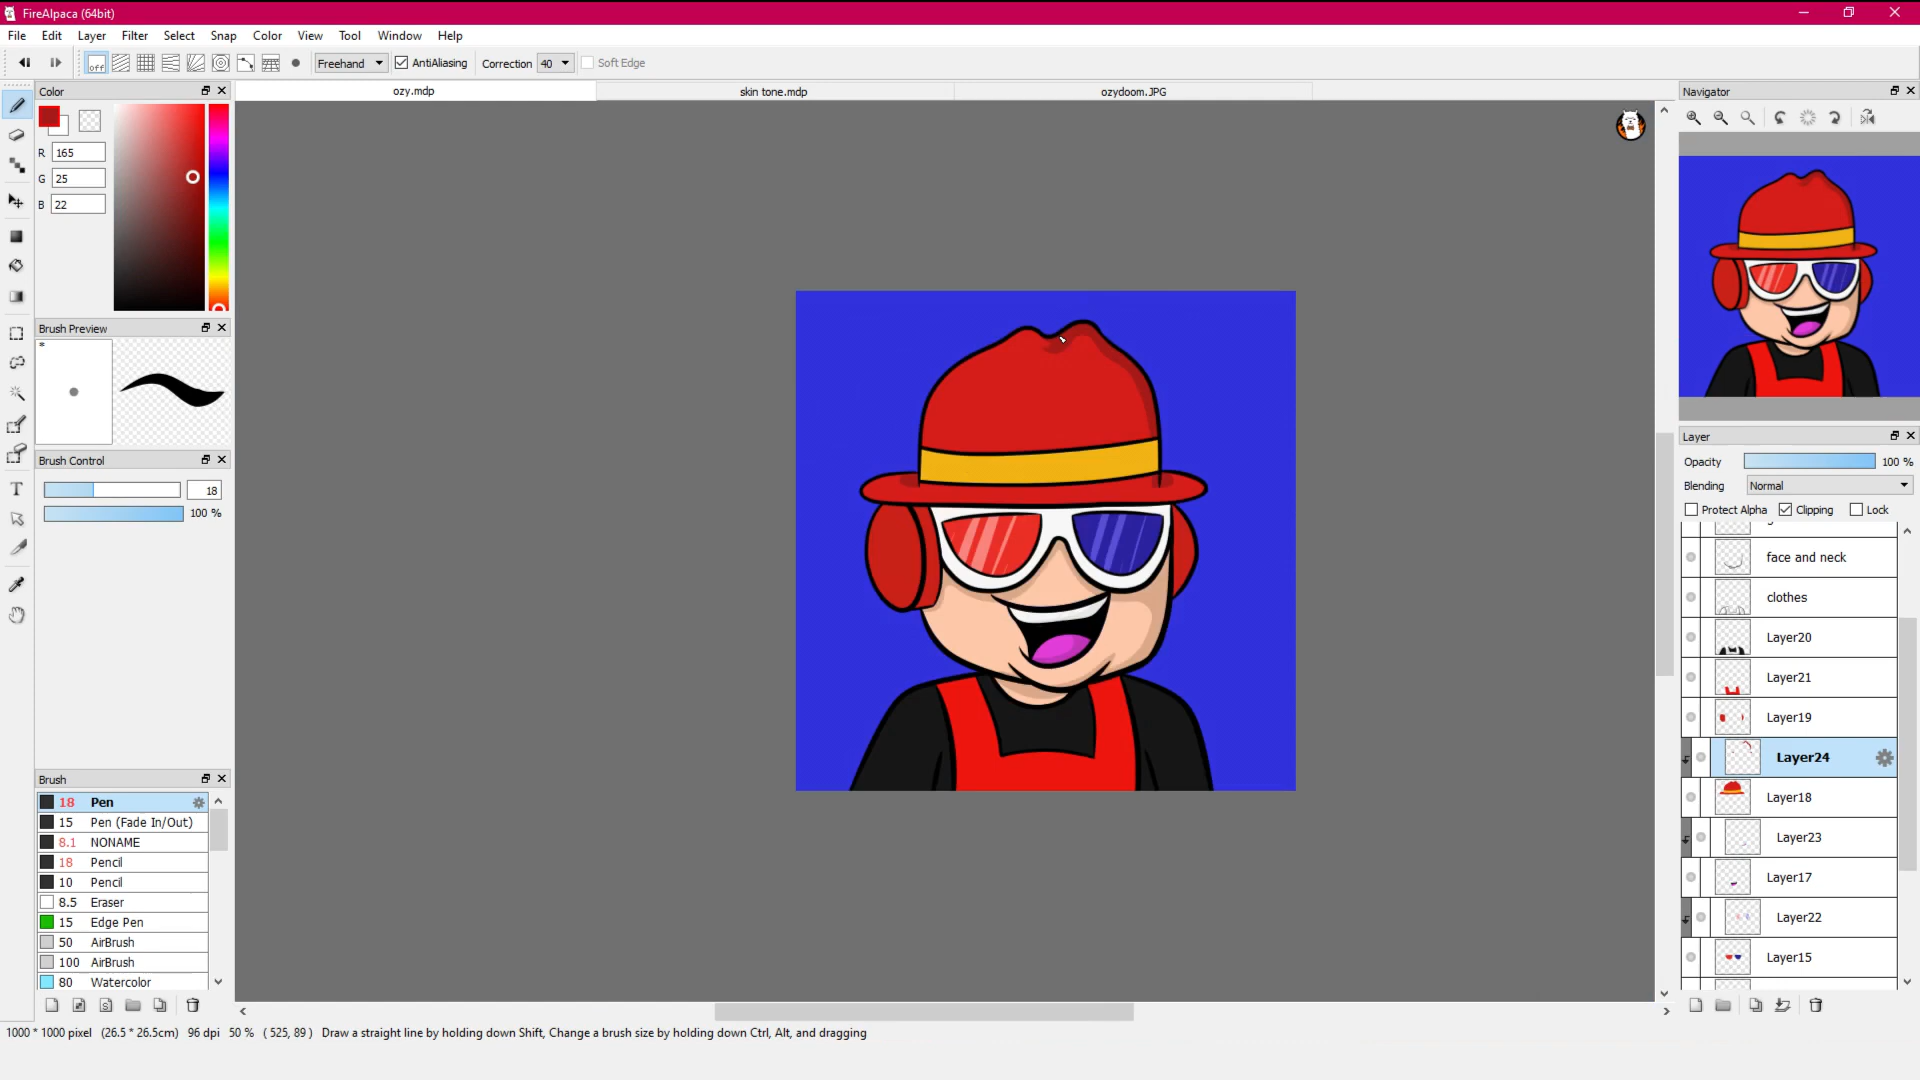 FireAlpaca (64bit)
File Edit Layer Filter Select Snap Color View Tool Window Help
off Freehand AntiAliasing Correction 40 Soft Edge
Color
ozy.mdp skin tone.mdp ozydoom.JPG
Navigator
R 165
G 25
B 22
Brush Preview
*
Brush Control
18
100 %
Layer
Opacity 100 %
Blending Normal
Protect Alpha Clipping Lock
face and neck
clothes
Layer20
Layer21
Layer19
Layer24
Layer18
Layer23
Layer17
Layer22
Layer15
Brush
18 Pen
15 Pen (Fade In/Out)
8.1 NONAME
18 Pencil
10 Pencil
8.5 Eraser
15 Edge Pen
50 AirBrush
100 AirBrush
80 Watercolor
1000 * 1000 pixel (26.5 * 26.5cm) 96 dpi 50 % ( 525, 89 ) Draw a straight line by holding down Shift, Change a brush size by holding down Ctrl, Alt, and dragging